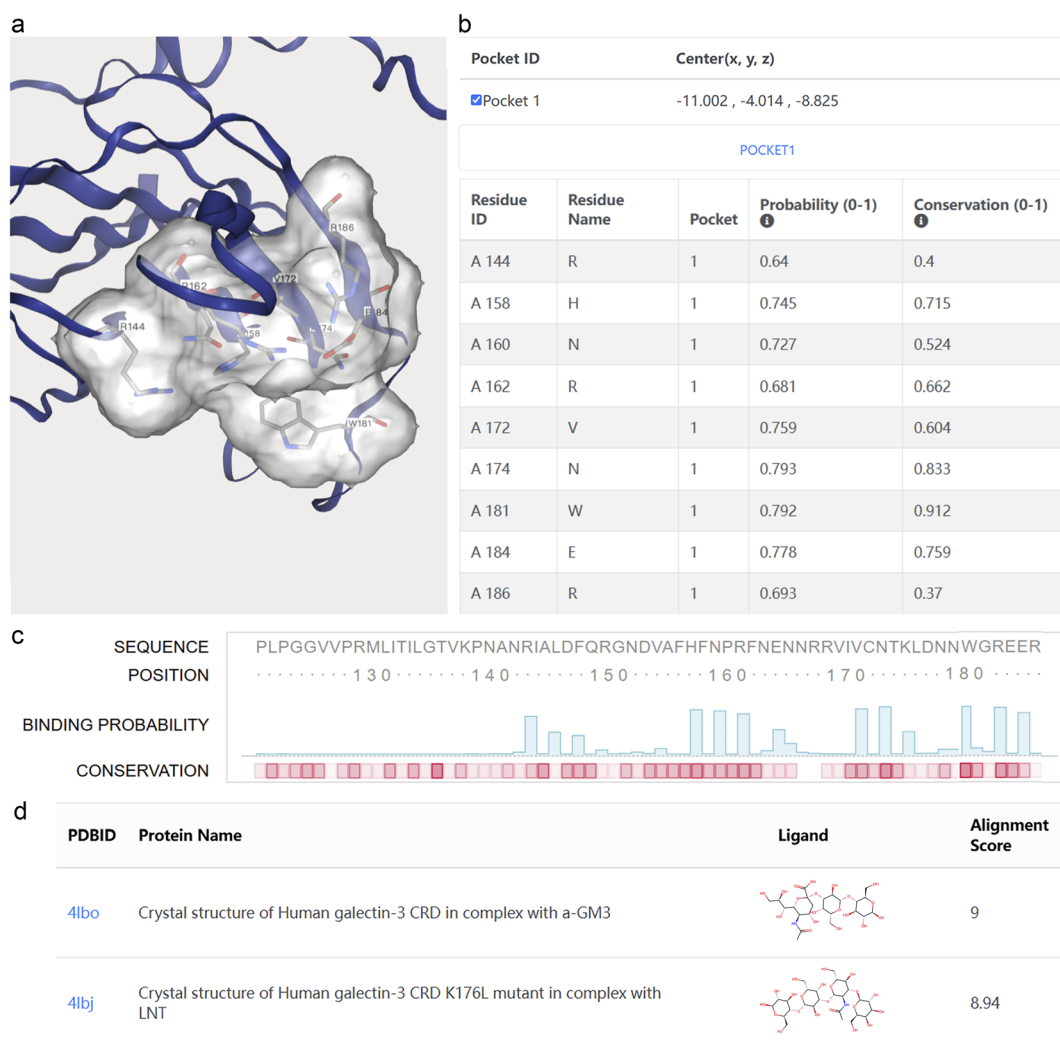 a
R186
V172
R162
E184
R144
W181
b
Pocket ID Center(x, y, z)
Pocket 1 -11.002 , -4.014 , -8.825
POCKET1
Residue ID Residue Name Pocket Probability (0-1) Conservation (0-1)
A 144 R 1 0.64 0.4
A 158 H 1 0.745 0.715
A 160 N 1 0.727 0.524
A 162 R 1 0.681 0.662
A 172 V 1 0.759 0.604
A 174 N 1 0.793 0.833
A 181 W 1 0.792 0.912
A 184 E 1 0.778 0.759
A 186 R 1 0.693 0.37
c
SEQUENCE PLPGGVVPRMLITILGTVKPNANRIALDFQRGNDVAFHFNPRFNENNRRVIVCNTKLDNNWGREER
POSITION 130 140 150 160 170 180
BINDING PROBABILITY
CONSERVATION
d
PDBID Protein Name Ligand Alignment Score
4lbo Crystal structure of Human galectin-3 CRD in complex with a-GM3 9
4lbj Crystal structure of Human galectin-3 CRD K176L mutant in complex with
LNT 8.94